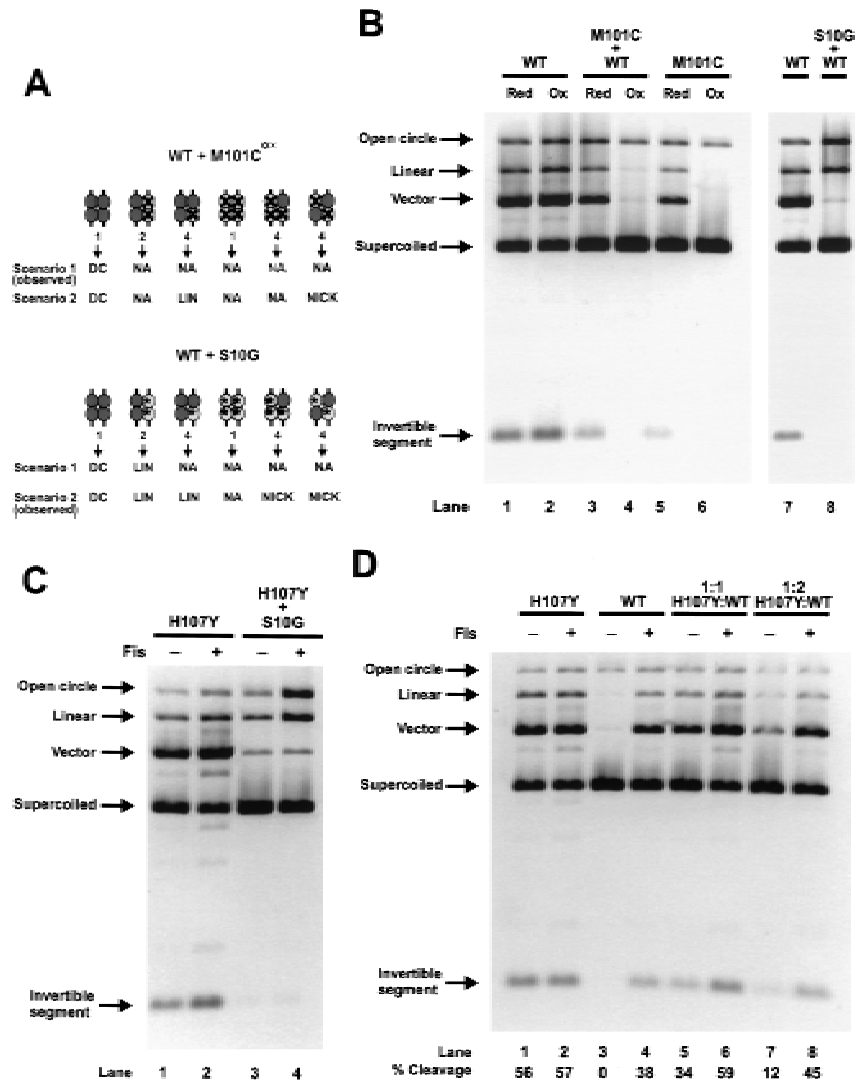 A
WT + M101C^ox
1 2 4 1 4 4
Scenario 1 (observed) DC NA NA NA NA NA
Scenario 2 DC NA LIN NA NA NICK
WT + S10G
1 2 4 1 4 4
Scenario 1 DC LIN NA NA NA NA
Scenario 2 (observed) DC LIN LIN NA NICK NICK
B
WT M101C + WT M101C WT S10G + WT
Red Ox Red Ox Red Ox
Open circle
Linear
Vector
Supercoiled
Invertible segment
Lane 1 2 3 4 5 6 7 8
C
H107Y H107Y + S10G
Fis – + – +
Open circle
Linear
Vector
Supercoiled
Invertible segment
Lane 1 2 3 4
D
H107Y WT 1:1 H107Y:WT 1:2 H107Y:WT
Fis – + – + – + – +
Open circle
Linear
Vector
Supercoiled
Invertible segment
Lane 1 2 3 4 5 6 7 8
% Cleavage 56 57 0 38 34 59 12 45